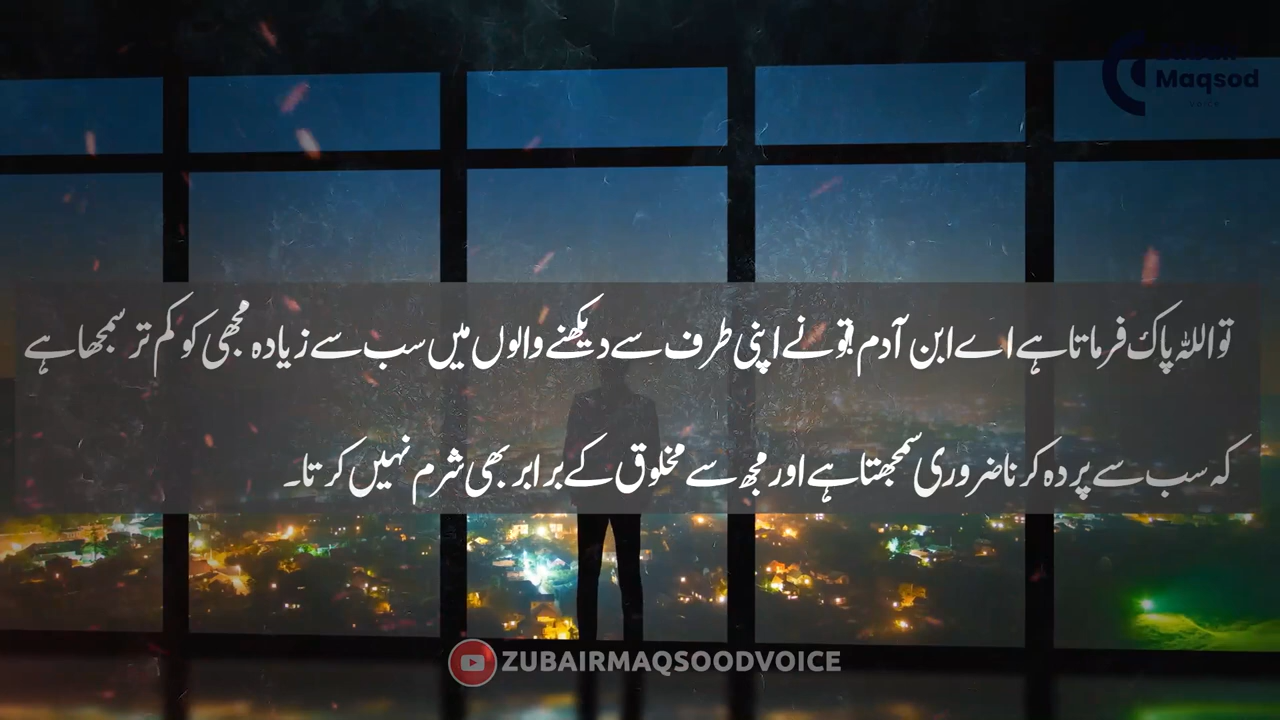 Maqsod
voice
تو اللہ پاک فرماتا ہے اے ابن آدم! تو نے اپنی طرف سے دیکھنے والوں میں سب سے زیادہ مجھی کو کم تر سمجھا ہے
کہ سب سے پردہ کرنا ضروری سمجھتا ہے اور مجھ سے مخلوق کے برابر بھی شرم نہیں کرتا۔
ZUBAIRMAQSOODVOICE